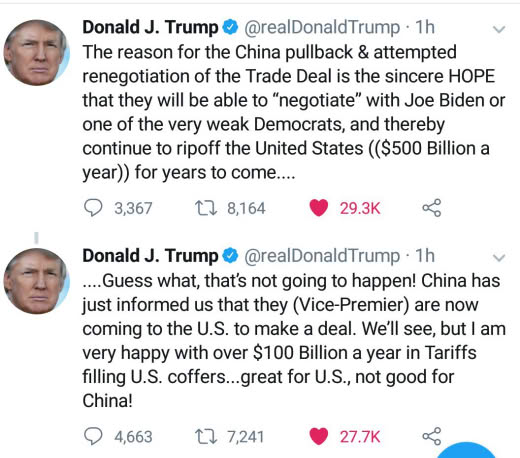 Donald J. Trump @realDonaldTrump · 1h
The reason for the China pullback & attempted
renegotiation of the Trade Deal is the sincere HOPE
that they will be able to “negotiate” with Joe Biden or
one of the very weak Democrats, and thereby
continue to ripoff the United States (($500 Billion a
year)) for years to come....
3,367 8,164 29.3K
Donald J. Trump @realDonaldTrump · 1h
....Guess what, that's not going to happen! China has
just informed us that they (Vice-Premier) are now
coming to the U.S. to make a deal. We'll see, but I am
very happy with over $100 Billion a year in Tariffs
filling U.S. coffers...great for U.S., not good for
China!
4,663 7,241 27.7K